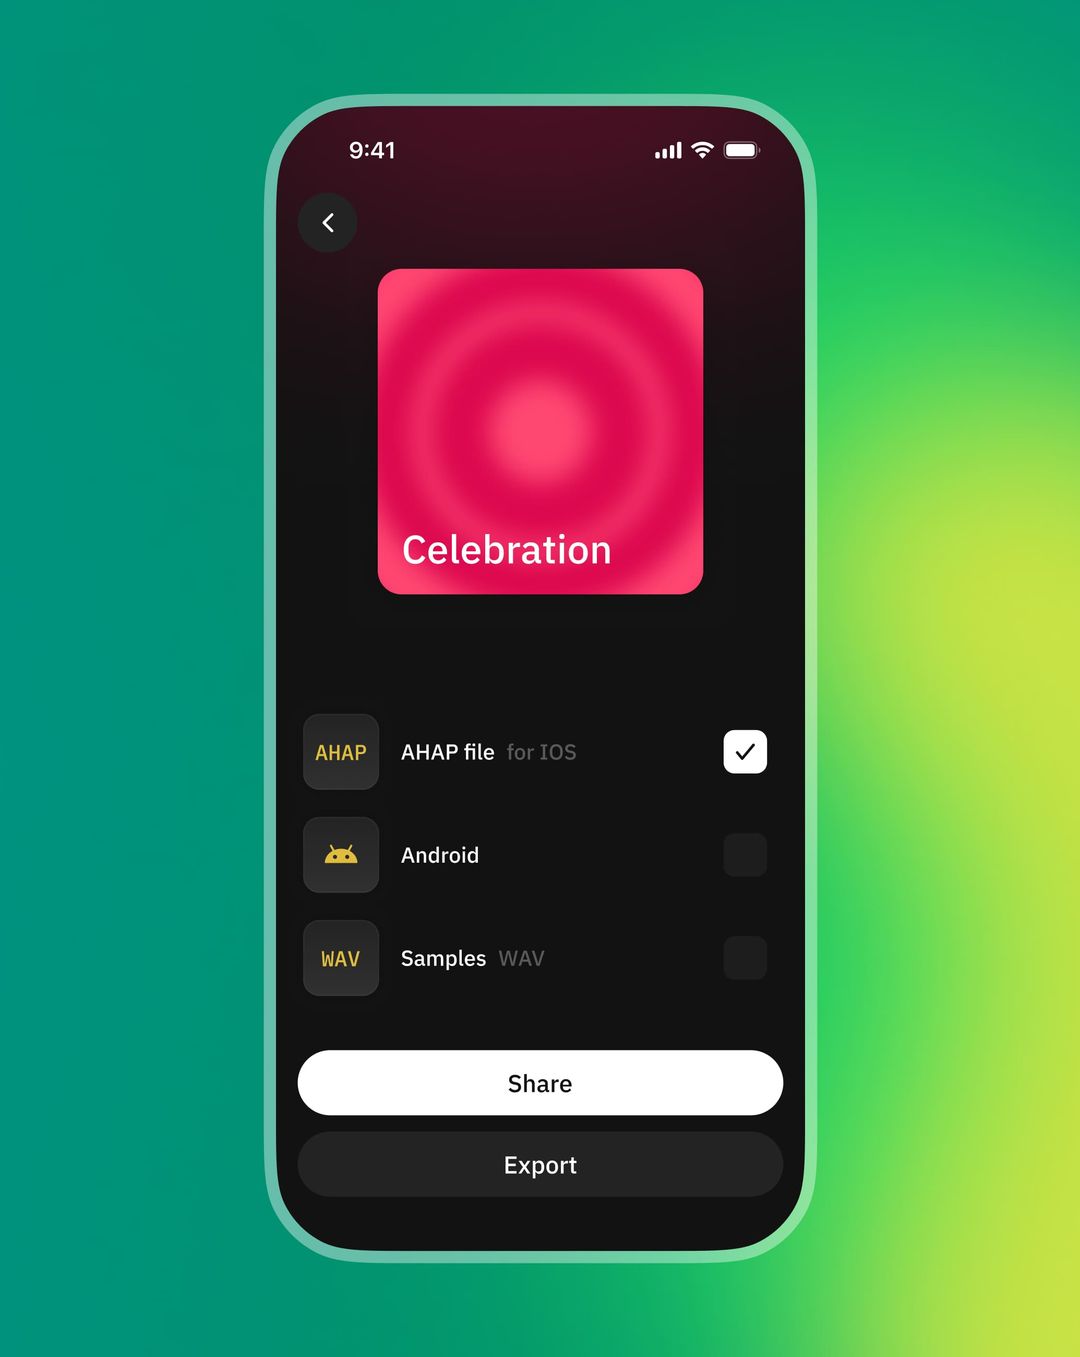 9:41
Celebration
AHAP AHAP file for IOS
Android
WAV Samples WAV
Share
Export